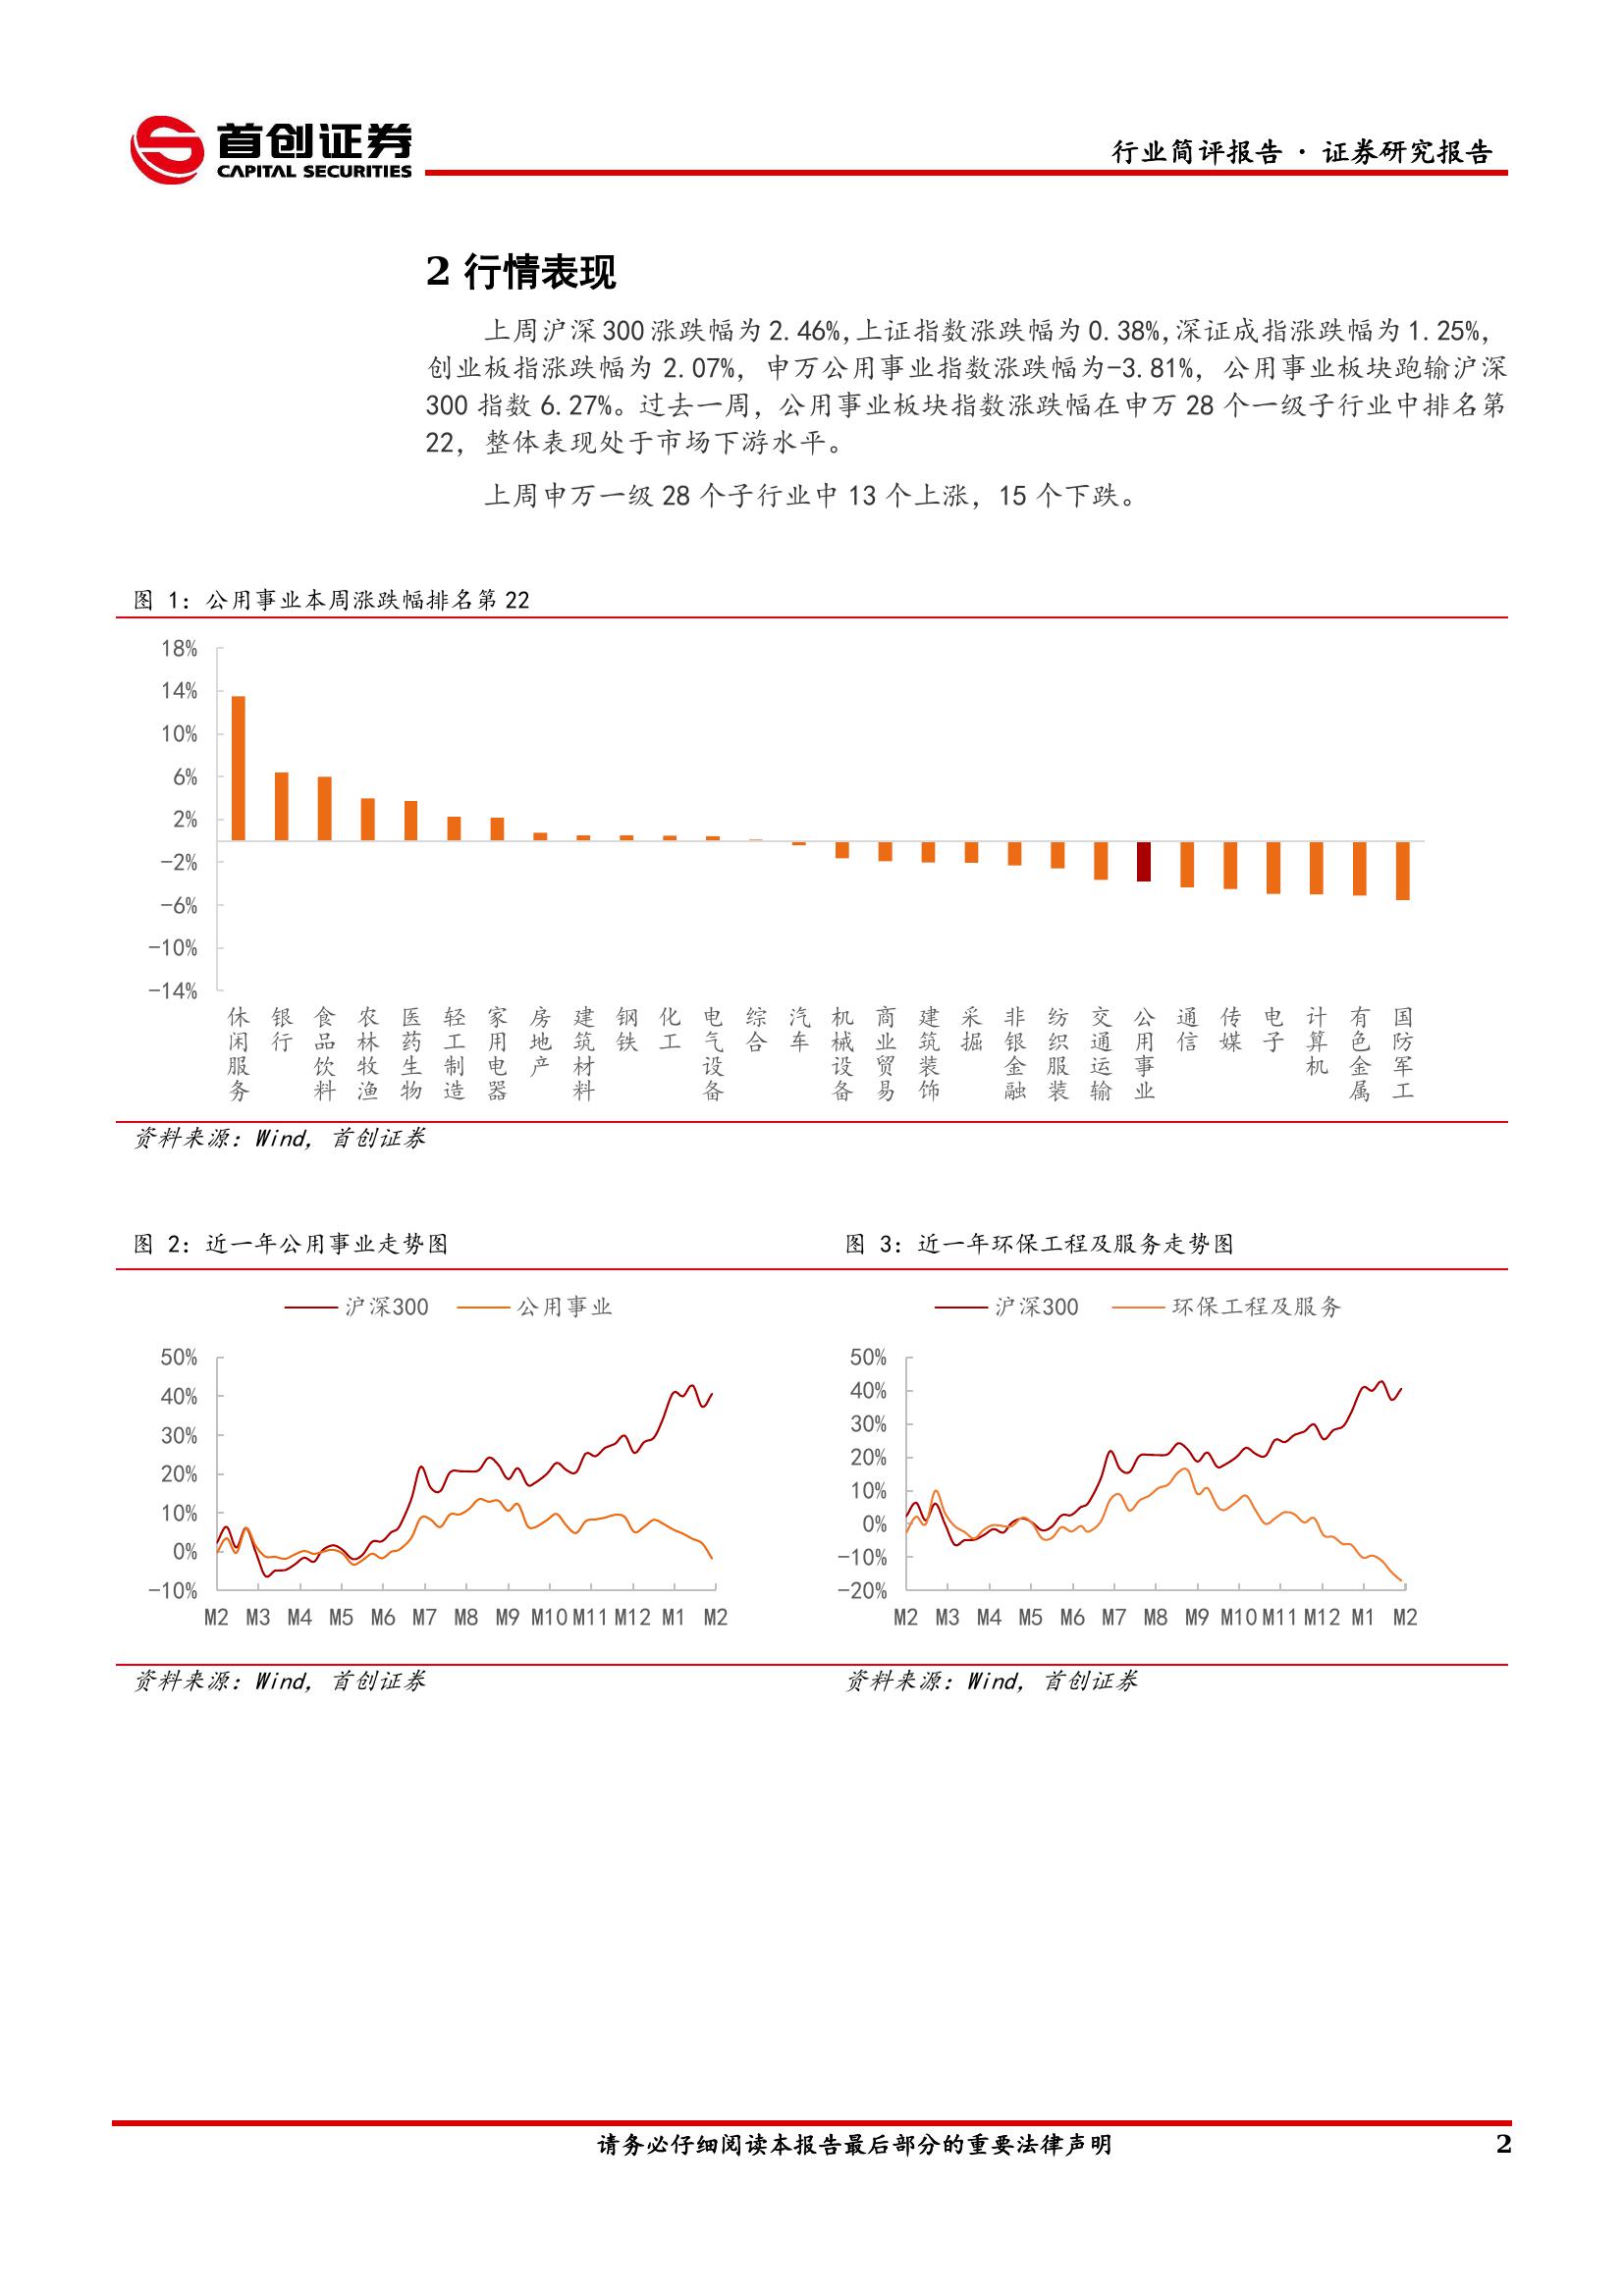 首创证券
CAPITAL SECURITIES
行业简评报告 · 证券研究报告
2 行情表现
上周沪深 300 涨跌幅为 2.46%,上证指数涨跌幅为 0.38%,深证成指涨跌幅为 1.25%,
创业板指涨跌幅为 2.07%, 申万公用事业指数涨跌幅为-3.81%, 公用事业板块跑输沪深
300 指数 6.27%。过去一周, 公用事业板块指数涨跌幅在申万 28 个一级子行业中排名第
22, 整体表现处于市场下游水平。
上周申万一级 28 个子行业中 13 个上涨, 15 个下跌。
图 1: 公用事业本周涨跌幅排名第 22
18%
14%
10%
6%
2%
-2%
-6%
-10%
-14%
休闲服务 银行 食品饮料 农林牧渔 医药生物 轻工制造 家用电器 房地产 建筑材料 钢铁 化工 电气设备 综合 汽车 机械设备 商业贸易 建筑装饰 采掘 非银金融 纺织服装 交通运输 公用事业 通信 传媒 电子 计算机 有色金属 国防军工
资料来源: Wind, 首创证券
图 2: 近一年公用事业走势图
沪深300 公用事业
50%
40%
30%
20%
10%
0%
-10%
M2 M3 M4 M5 M6 M7 M8 M9 M10 M11 M12 M1 M2
资料来源: Wind, 首创证券
图 3: 近一年环保工程及服务走势图
沪深300 环保工程及服务
50%
40%
30%
20%
10%
0%
-10%
-20%
M2 M3 M4 M5 M6 M7 M8 M9 M10 M11 M12 M1 M2
资料来源: Wind, 首创证券
请务必仔细阅读本报告最后部分的重要法律声明
2